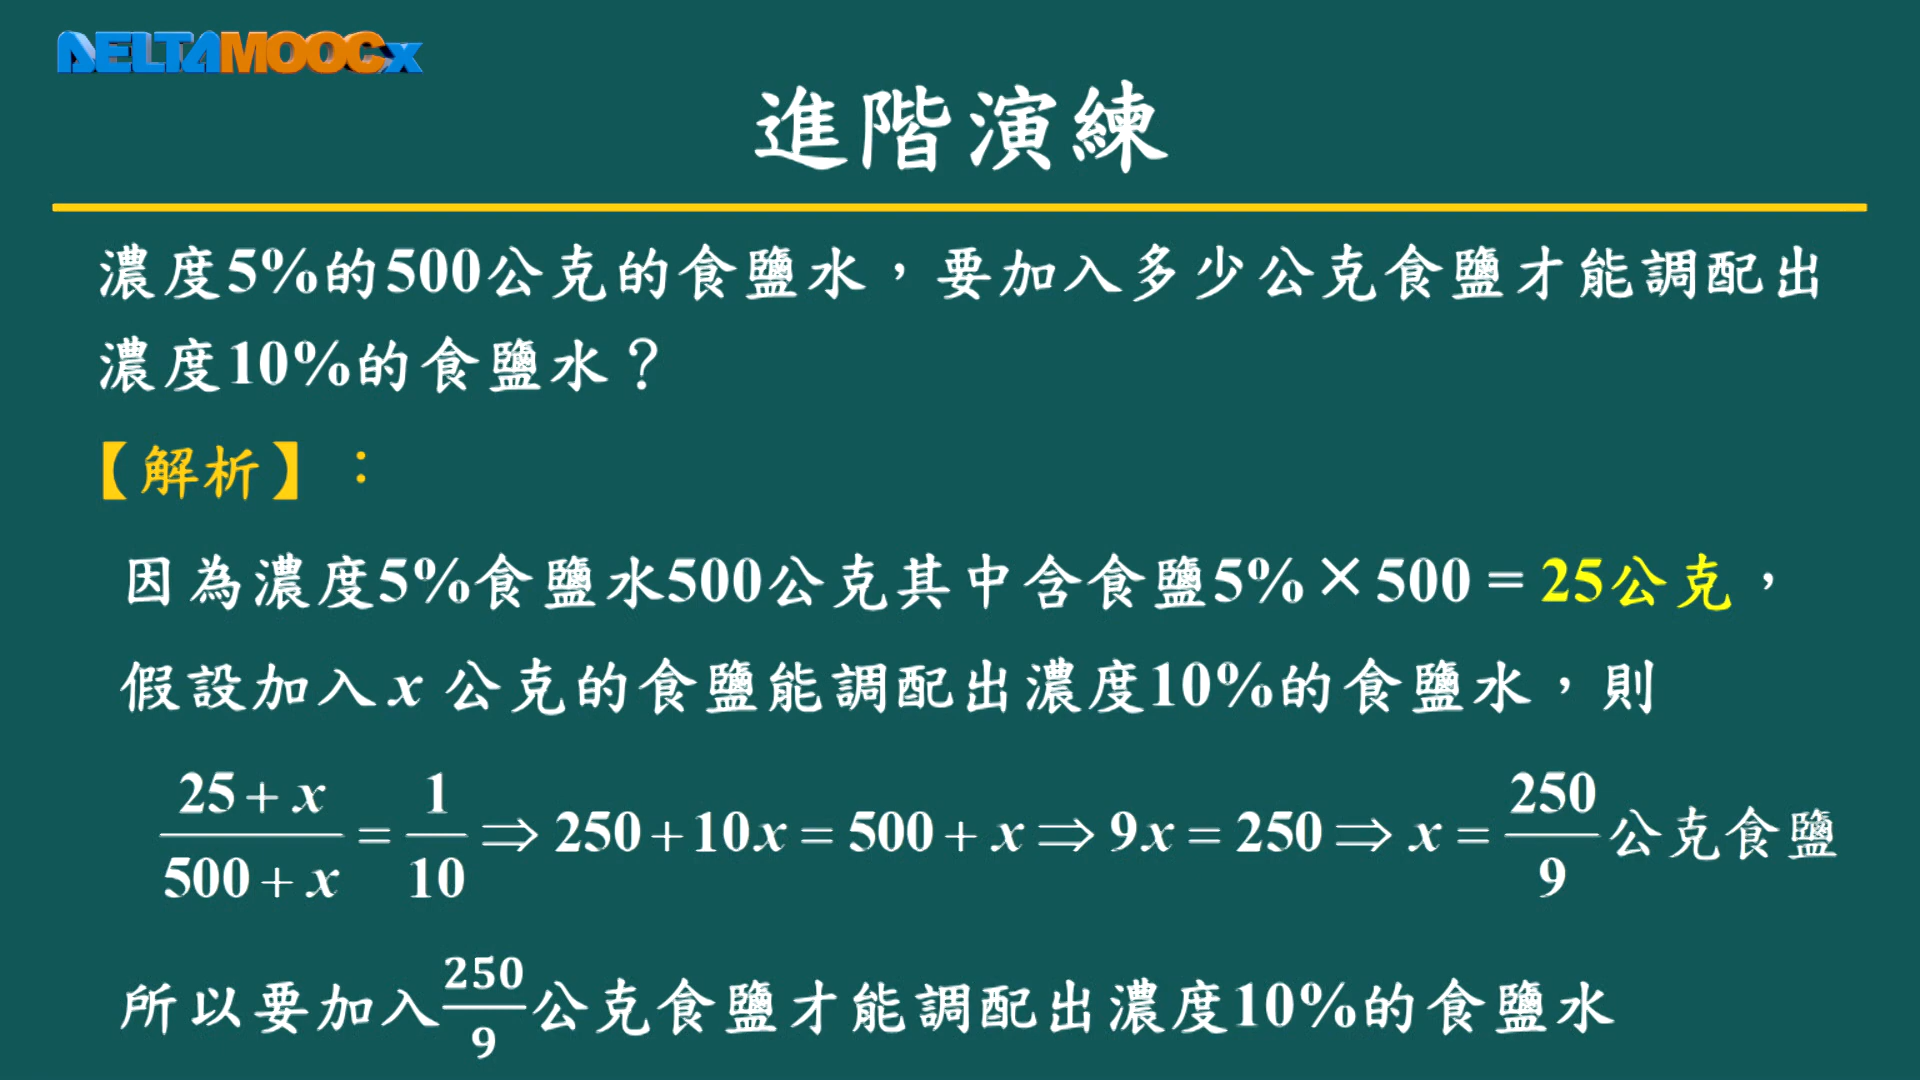 DELTAMOOCx
進階演練
濃度5%的500公克的食鹽水，要加入多少公克食鹽才能調配出
濃度10%的食鹽水？
【解析】：
因為濃度5%食鹽水500公克其中含食鹽5%×500=25公克，
假設加入x公克的食鹽能調配出濃度10%的食鹽水，則
(25+x)/(500+x)=1/10⇒250+10x=500+x⇒9x=250⇒x=250/9公克食鹽
所以要加入250/9公克食鹽才能調配出濃度10%的食鹽水